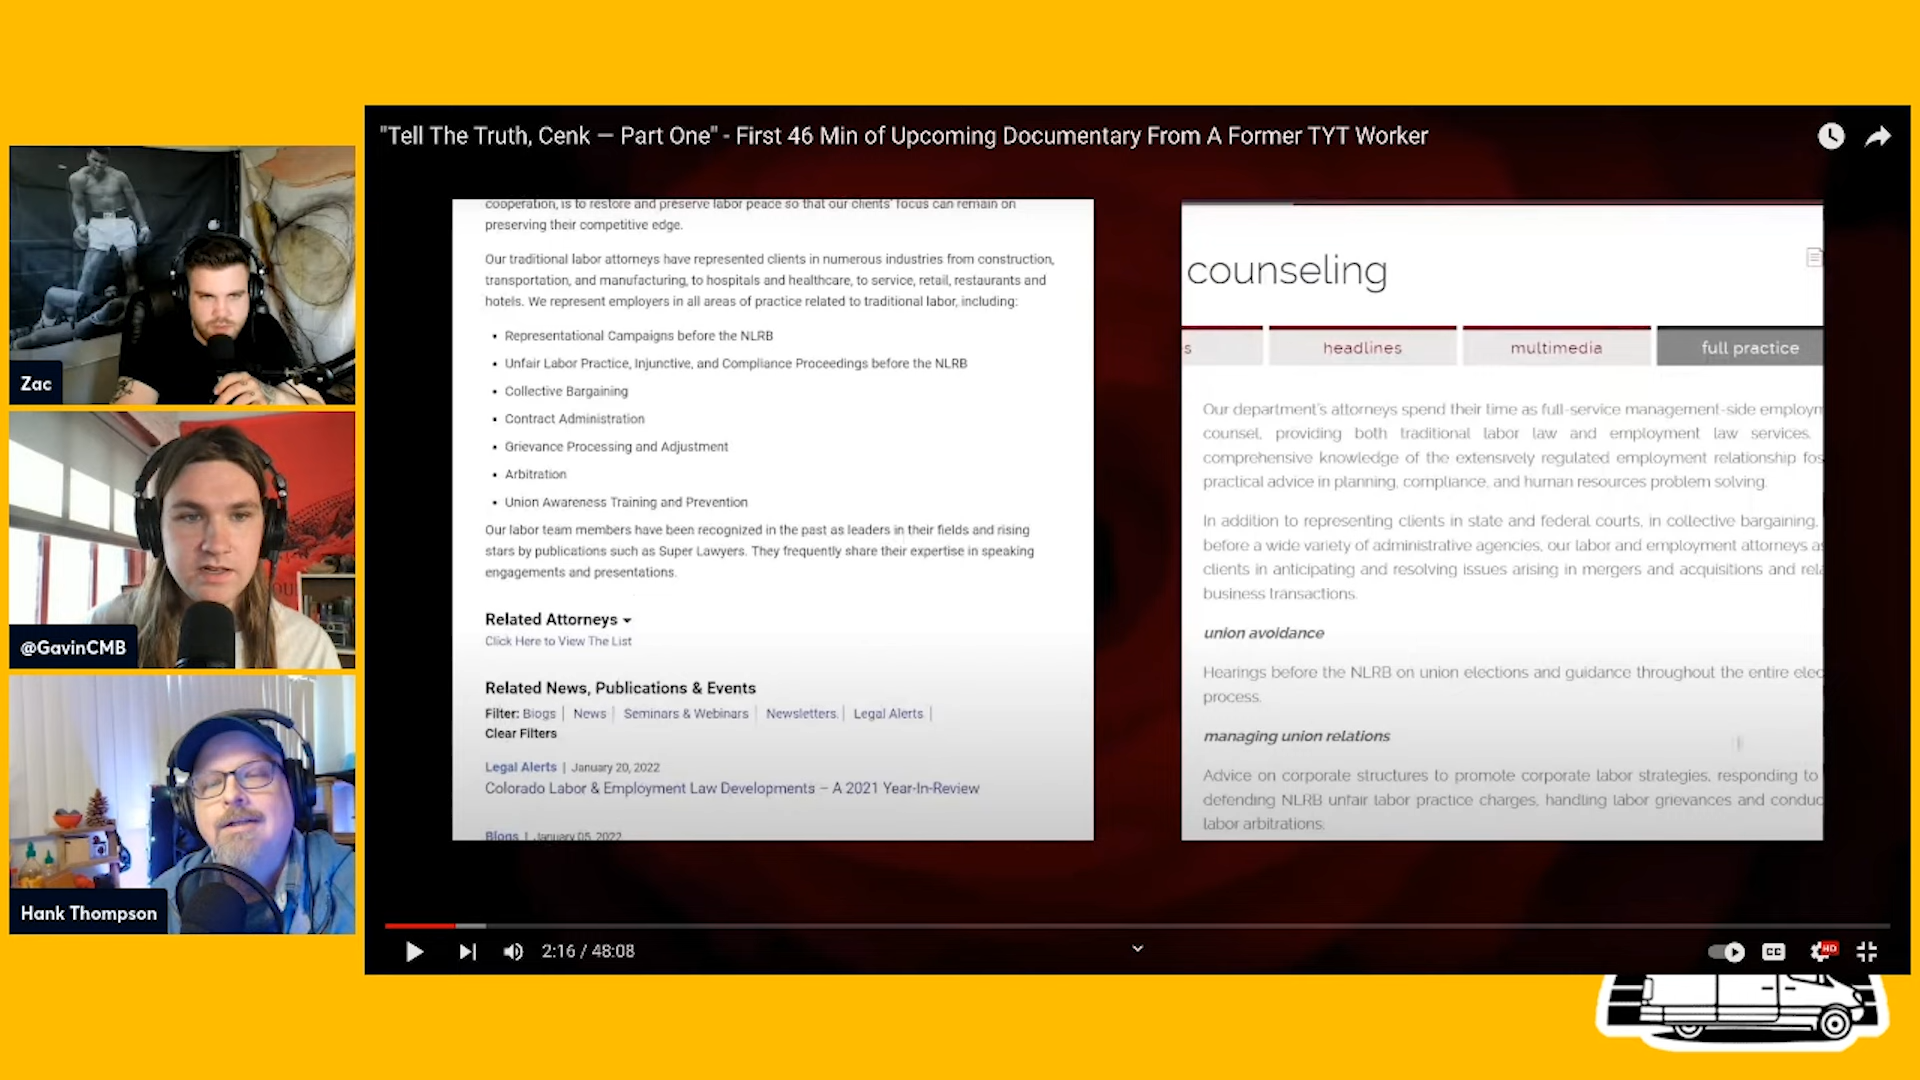 "Tell The Truth, Cenk — Part One" - First 46 Min of Upcoming Documentary From A Former TYT Worker
Zac
@GavinCMB
Hank Thompson
cooperation, is to restore and preserve labor peace so that our clients' focus can remain on
preserving their competitive edge.
Our traditional labor attorneys have represented clients in numerous industries from construction,
transportation, and manufacturing, to hospitals and healthcare, to service, retail, restaurants and
hotels. We represent employers in all areas of practice related to traditional labor, including:
• Representational Campaigns before the NLRB
• Unfair Labor Practice, Injunctive, and Compliance Proceedings before the NLRB
• Collective Bargaining
• Contract Administration
• Grievance Processing and Adjustment
• Arbitration
• Union Awareness Training and Prevention
Our labor team members have been recognized in the past as leaders in their fields and rising
stars by publications such as Super Lawyers. They frequently share their expertise in speaking
engagements and presentations.
Related Attorneys
Click Here to View The List
Related News, Publications & Events
Filter: Blogs | News | Seminars & Webinars | Newsletters | Legal Alerts |
Clear Filters
Legal Alerts | January 20, 2022
Colorado Labor & Employment Law Developments – A 2021 Year-In-Review
Blogs | January 05, 2022
counseling
s headlines multimedia full practice
Our department's attorneys spend their time as full-service management-side employm
counsel, providing both traditional labor law and employment law services.
comprehensive knowledge of the extensively regulated employment relationship fos
practical advice in planning, compliance, and human resources problem solving.
In addition to representing clients in state and federal courts, in collective bargaining,
before a wide variety of administrative agencies, our labor and employment attorneys as
clients in anticipating and resolving issues arising in mergers and acquisitions and rela
business transactions.
union avoidance
Hearings before the NLRB on union elections and guidance throughout the entire elec
process.
managing union relations
Advice on corporate structures to promote corporate labor strategies, responding to
defending NLRB unfair labor practice charges, handling labor grievances and conduc
labor arbitrations.
2:16 / 48:08
CC
HD